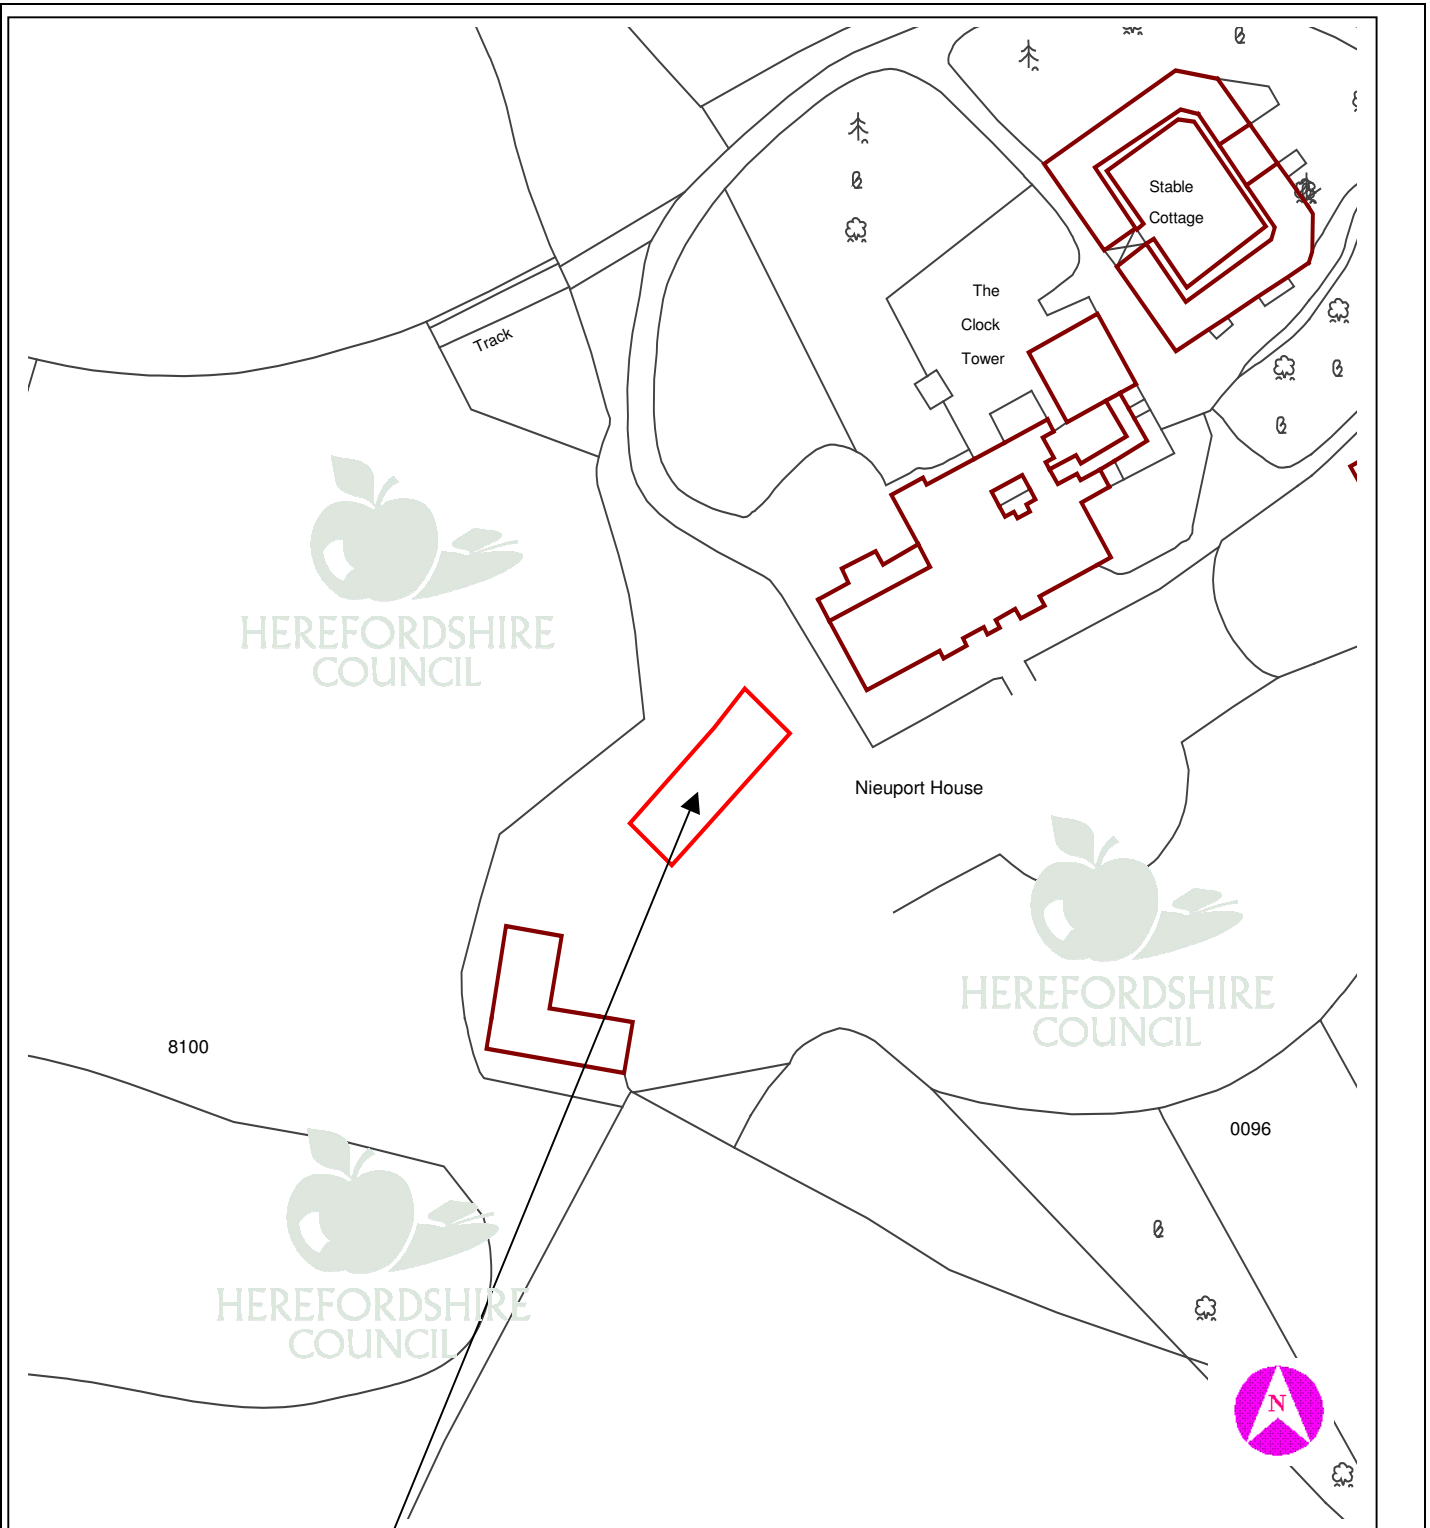 Stable
Cottage
The
Clock
Tower
Track
HEREFORDSHIRE
COUNCIL
Nieuport House
HEREFORDSHIRE
COUNCIL
8100
0096
HEREFORDSHIRE
COUNCIL
N